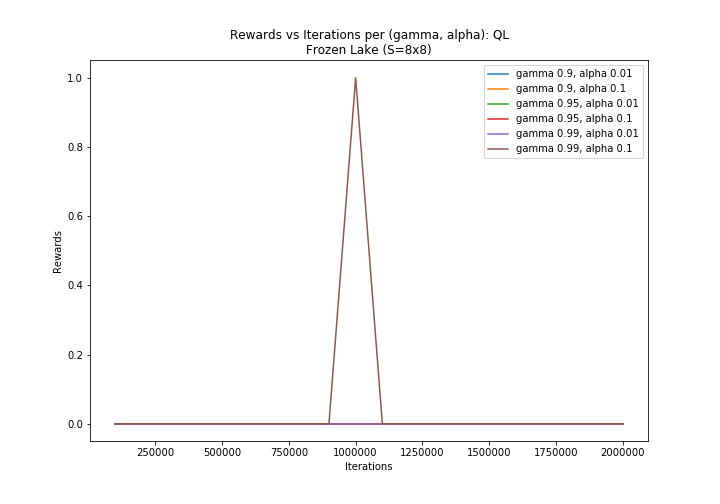 Rewards vs Iterations per (gamma, alpha): QL
Frozen Lake (S=8x8)
gamma 0.9, alpha 0.01
gamma 0.9, alpha 0.1
gamma 0.95, alpha 0.01
gamma 0.95, alpha 0.1
gamma 0.99, alpha 0.01
gamma 0.99, alpha 0.1
Rewards
1.0
0.8
0.6
0.4
0.2
0.0
250000 500000 750000 1000000 1250000 1500000 1750000 2000000
Iterations